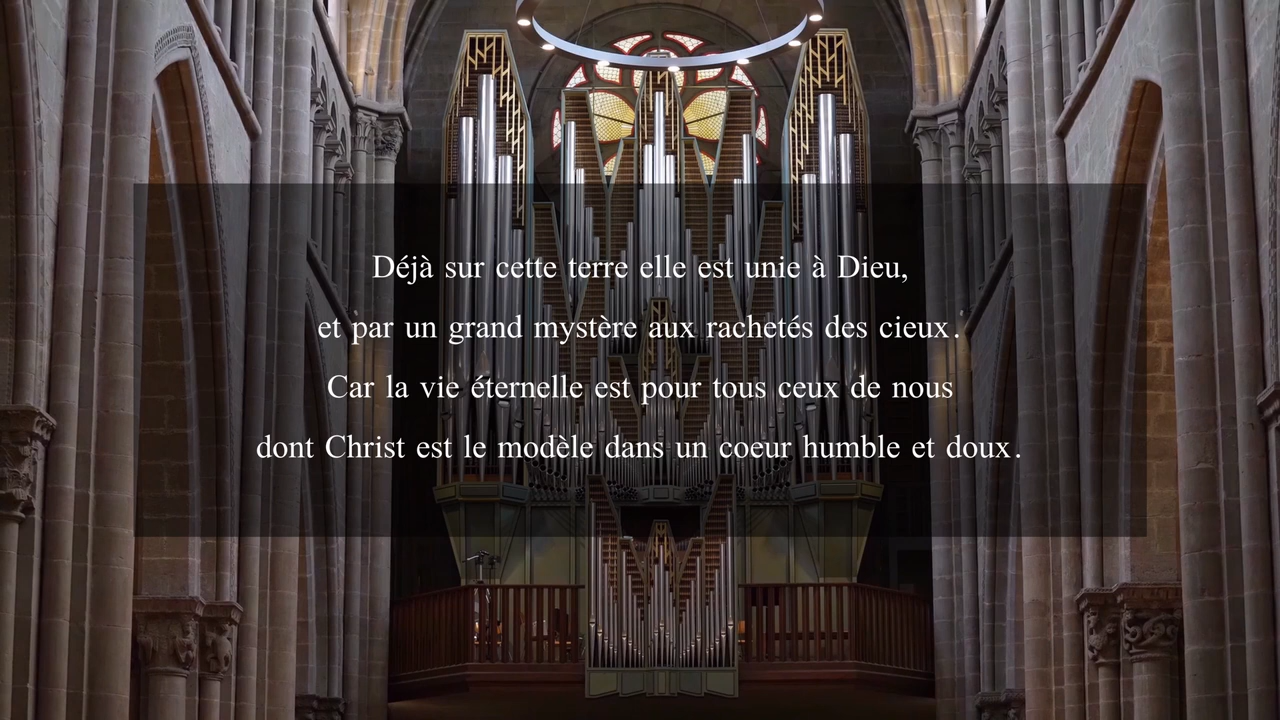 Déjà sur cette terre elle est unie à Dieu,
et par un grand mystère aux rachetés des cieux.
Car la vie éternelle est pour tous ceux de nous
dont Christ est le modèle dans un coeur humble et doux.